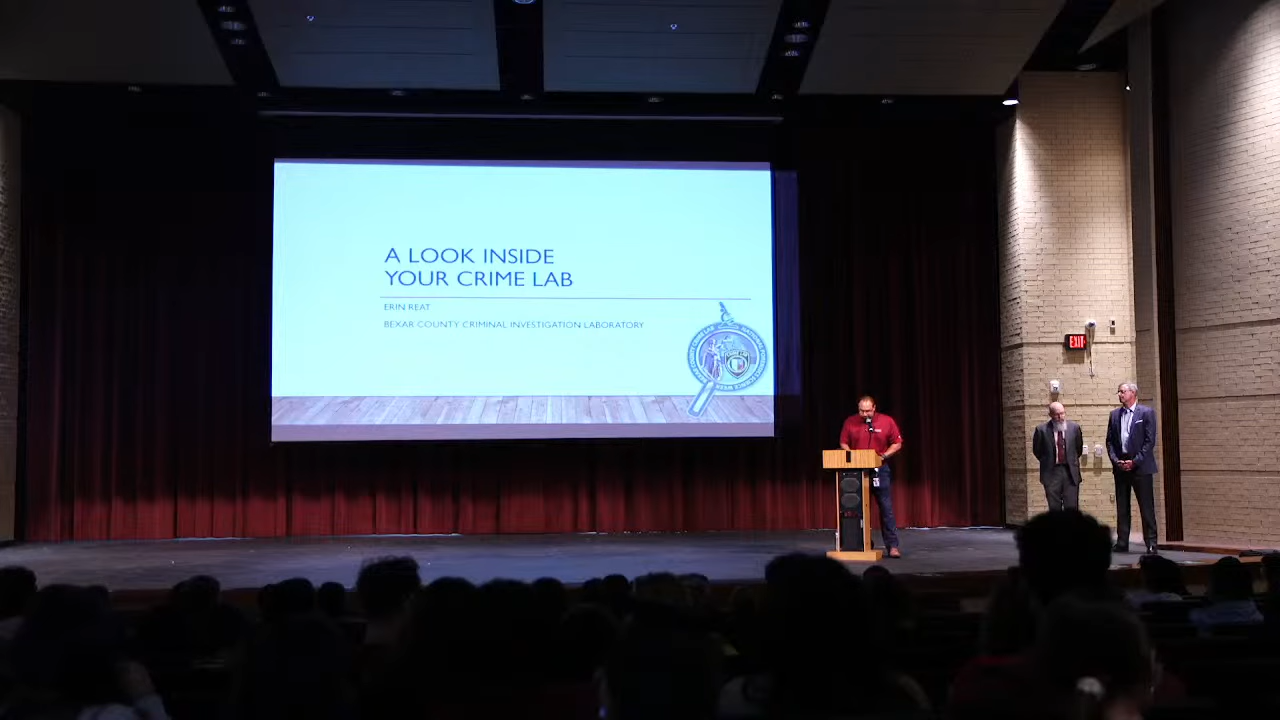 A LOOK INSIDE
YOUR CRIME LAB
ERIN REAT
BEXAR COUNTY CRIMINAL INVESTIGATION LABORATORY
EXIT